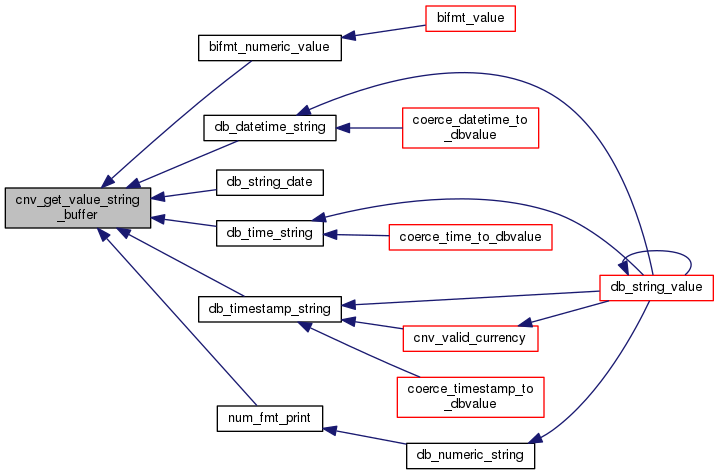 bifmt_value
bifmt_numeric_value
coerce_datetime_to
_dbvalue
db_datetime_string
db_string_date
cnv_get_value_string
_buffer
db_time_string
coerce_time_to_dbvalue
db_string_value
db_timestamp_string
cnv_valid_currency
coerce_timestamp_to
_dbvalue
num_fmt_print
db_numeric_string